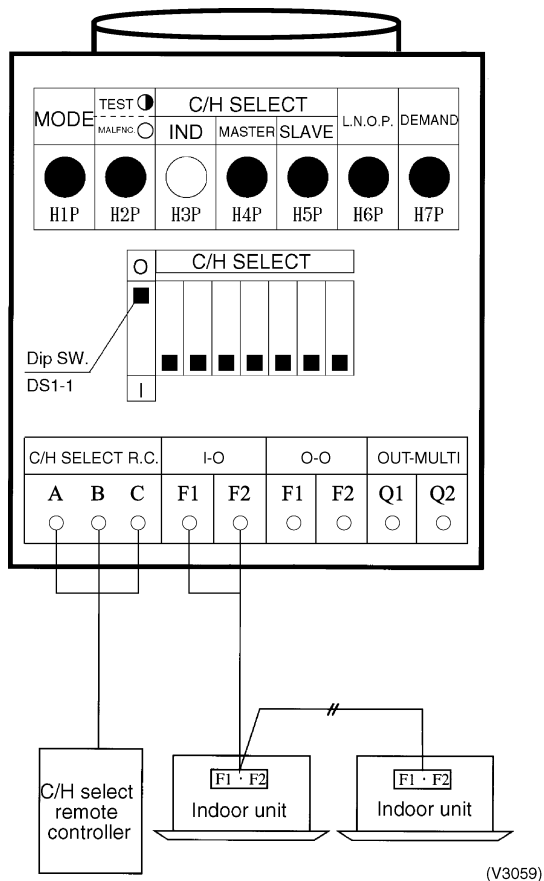 MODE TEST C/H SELECT L.N.O.P. DEMAND
MALFNC. IND MASTER SLAVE
H1P H2P H3P H4P H5P H6P H7P
O C/H SELECT
Dip SW.
DS1-1
I
C/H SELECT R.C. I-O O-O OUT-MULTI
A B C F1 F2 F1 F2 Q1 Q2
C/H select
remote
controller
F1 · F2
Indoor unit
F1 · F2
Indoor unit
(V3059)